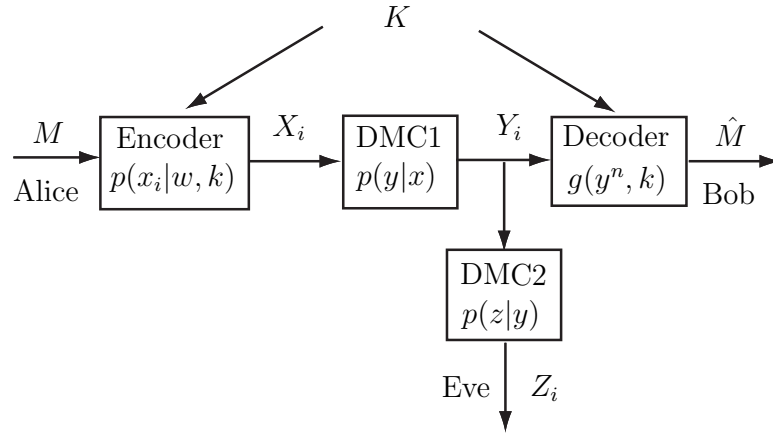 K
M
Encoder
p(x_i|w, k)
X_i
DMC1
p(y|x)
Y_i
Decoder
g(y^n, k)
M̂
Alice
Bob
DMC2
p(z|y)
Eve
Z_i